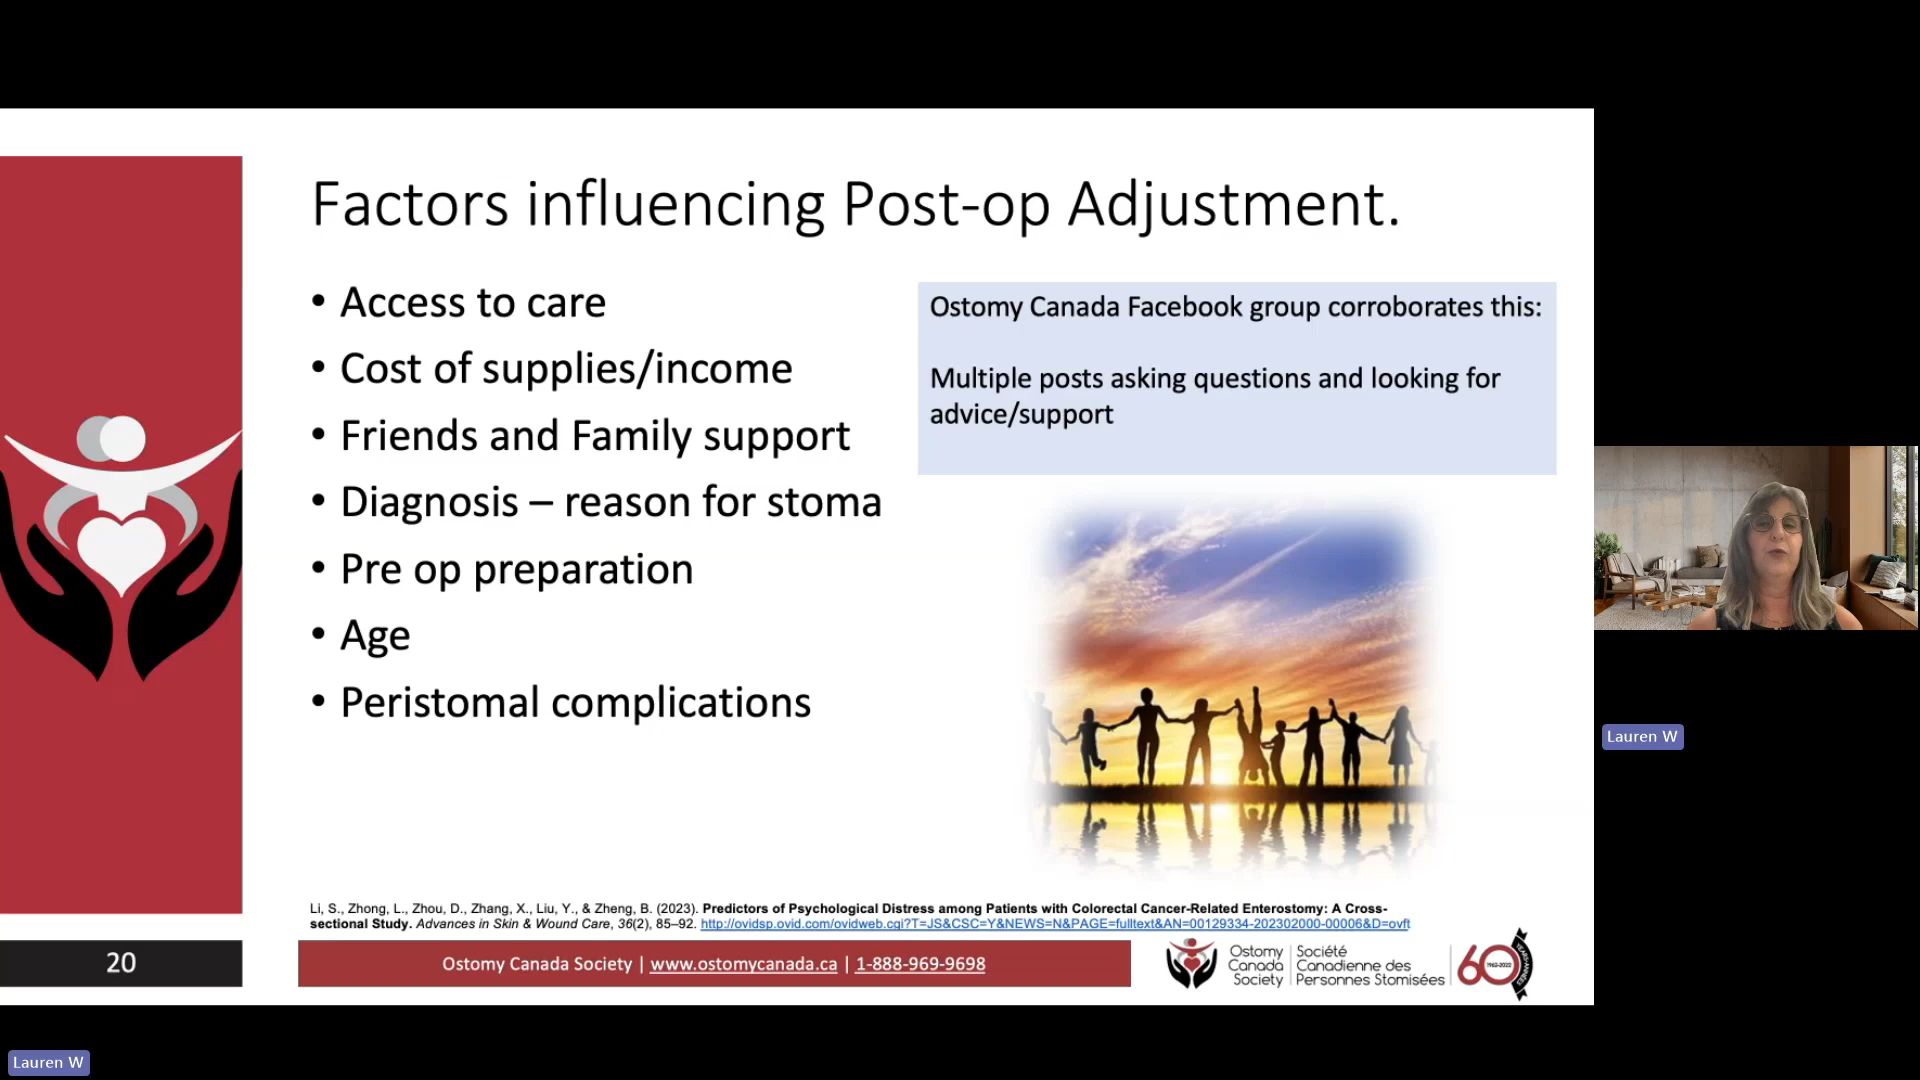 Factors influencing Post-op Adjustment.
• Access to care
• Cost of supplies/income
• Friends and Family support
• Diagnosis – reason for stoma
• Pre op preparation
• Age
• Peristomal complications
Ostomy Canada Facebook group corroborates this:
Multiple posts asking questions and looking for
advice/support
Li, S., Zhong, L., Zhou, D., Zhang, X., Liu, Y., & Zheng, B. (2023). Predictors of Psychological Distress among Patients with Colorectal Cancer-Related Enterostomy: A Cross-
sectional Study. Advances in Skin & Wound Care, 36(2), 85–92. http://ovidsp.ovid.com/ovidweb.cgi?T=JS&CSC=Y&NEWS=N&PAGE=fulltext&AN=00129334-202302000-00006&D=ovft
20
Ostomy Canada Society | www.ostomycanada.ca | 1-888-969-9698
Ostomy
Canada
Society
Société
Canadienne des
Personnes Stomisées
60
1962-2022
YEARS-ANNÉES
Lauren W
Lauren W